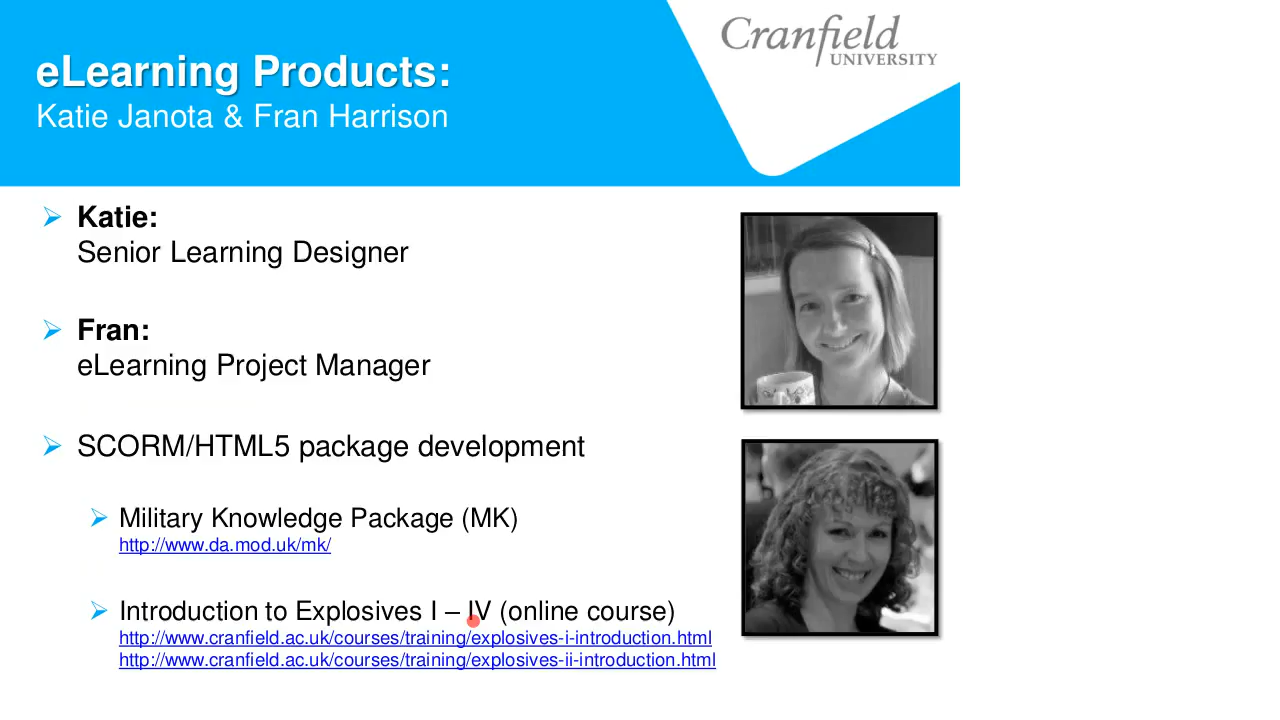 Cranfield
UNIVERSITY
eLearning Products:
Katie Janota & Fran Harrison
Katie:
Senior Learning Designer
Fran:
eLearning Project Manager
SCORM/HTML5 package development
Military Knowledge Package (MK)
http://www.da.mod.uk/mk/
Introduction to Explosives I – IV (online course)
http://www.cranfield.ac.uk/courses/training/explosives-i-introduction.html
http://www.cranfield.ac.uk/courses/training/explosives-ii-introduction.html